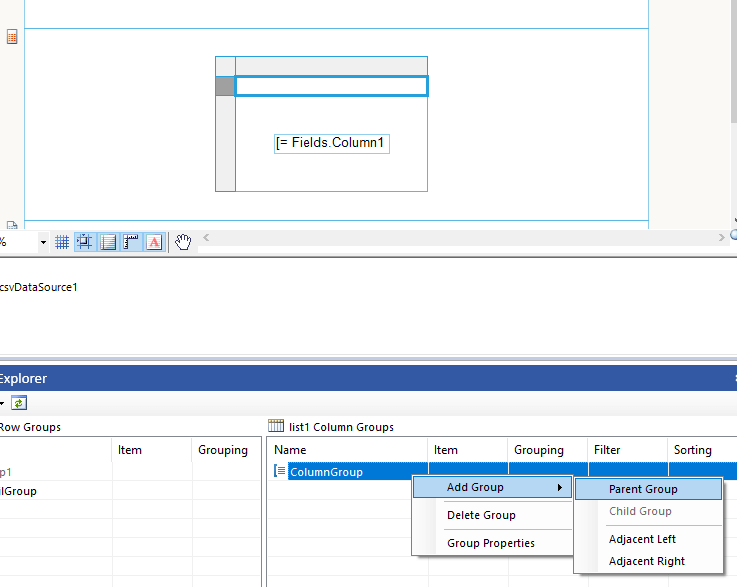 [= Fields.Column1
%
csvDataSource1
Explorer
Row Groups
list1 Column Groups
Item Grouping
Name Item Grouping Filter Sorting
p1
ColumnGroup
lGroup
Add Group
Parent Group
Delete Group
Child Group
Group Properties
Adjacent Left
Adjacent Right